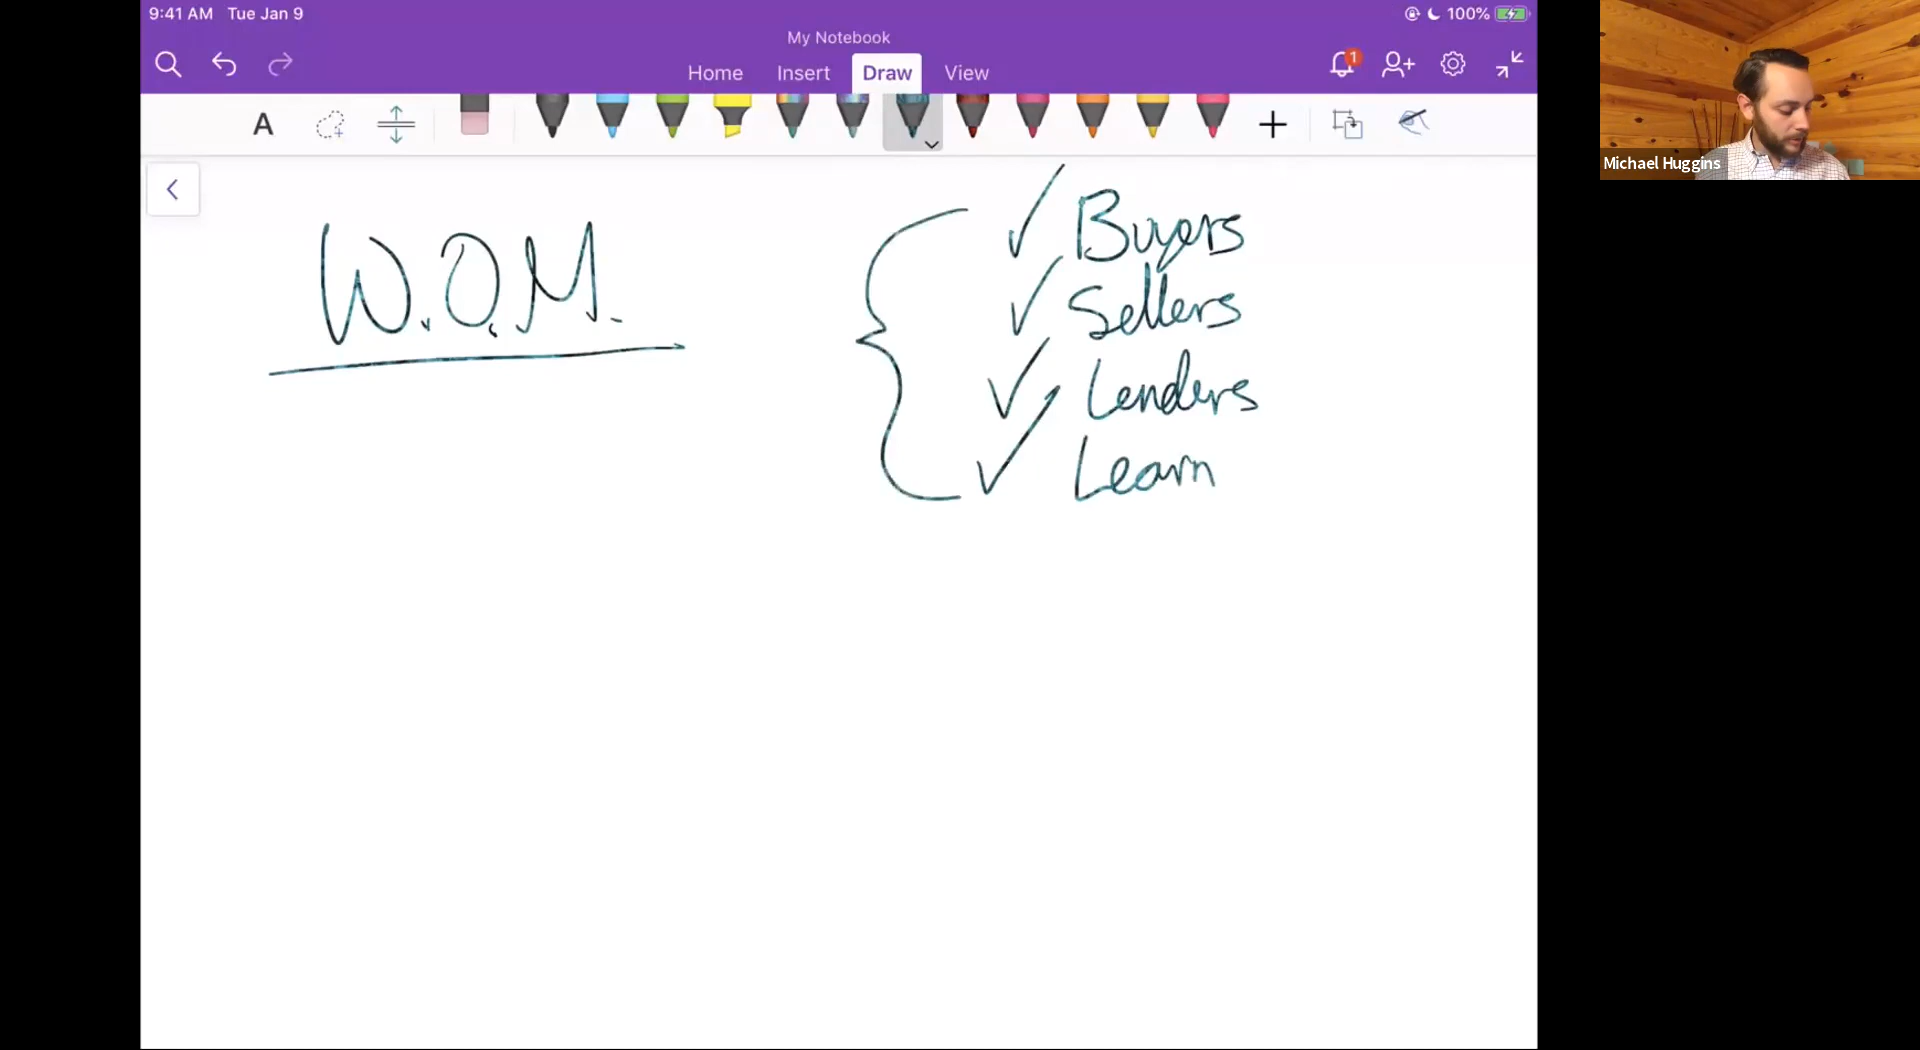 9:41 AM Tue Jan 9
100%
My Notebook
Home Insert Draw View
1
A
W.O.M.
Buyers
Sellers
Lenders
Learn
Michael Huggins